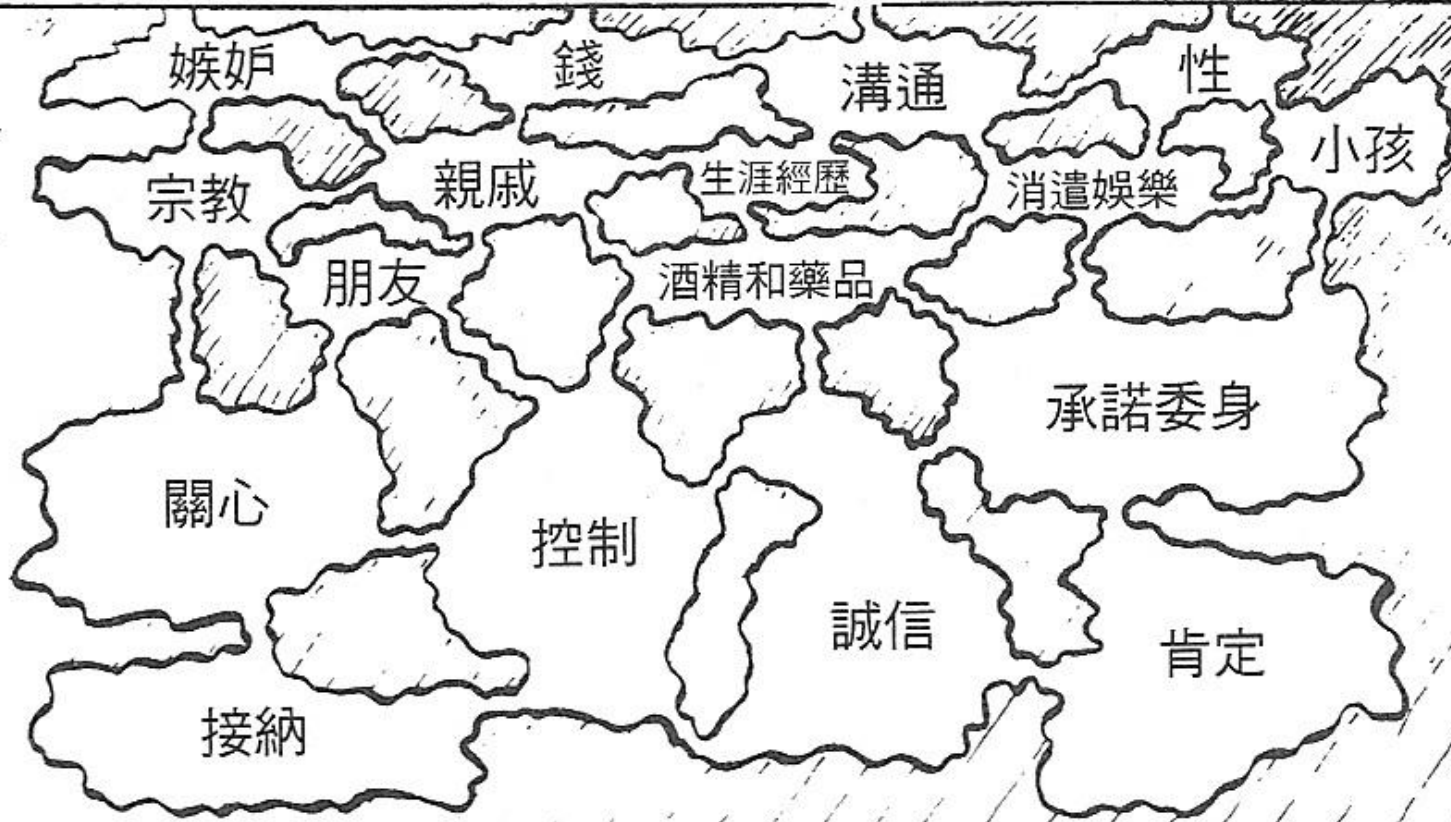 嫉妒
錢
溝通
性
小孩
宗教
親戚
生涯經歷
消遣娛樂
朋友
酒精和藥品
承諾委身
關心
控制
誠信
肯定
接納